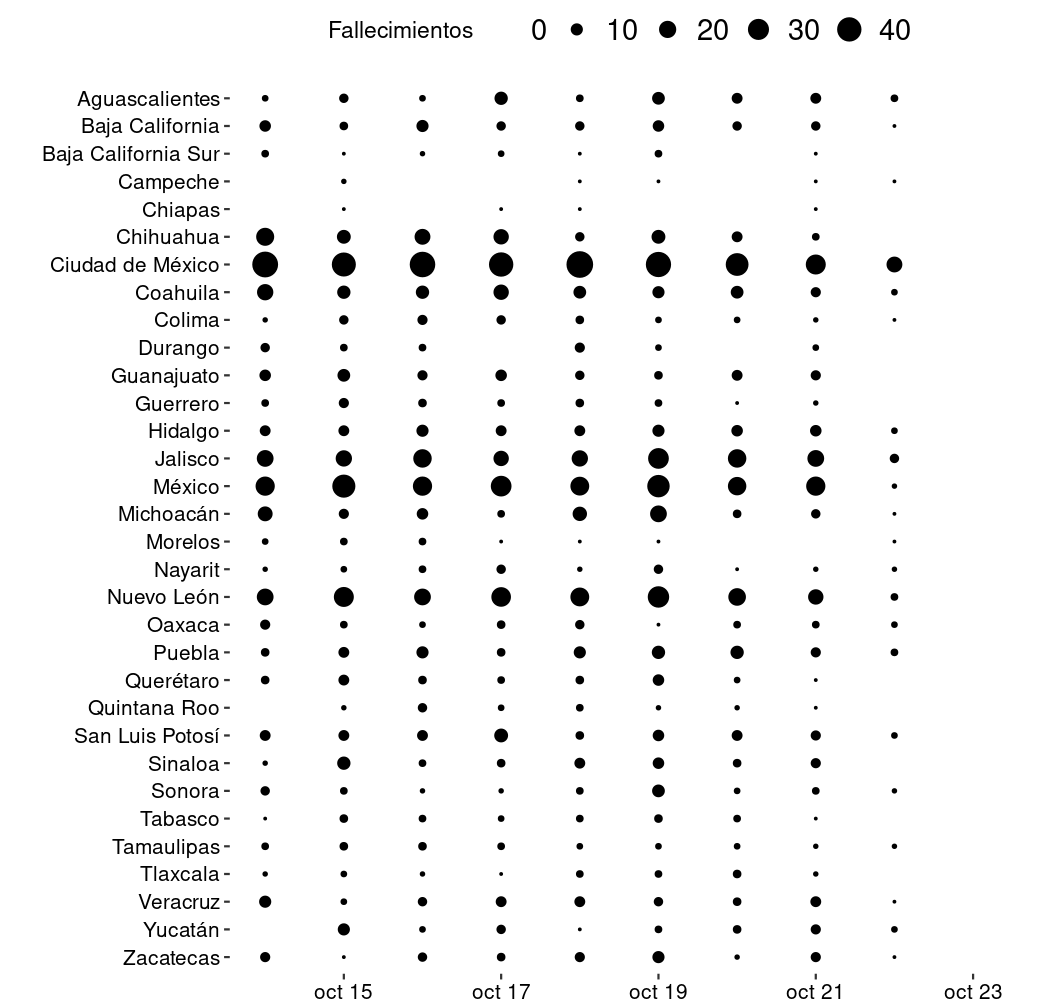 Fallecimientos 0 10 20 30 40
Aguascalientes
Baja California
Baja California Sur
Campeche
Chiapas
Chihuahua
Ciudad de México
Coahuila
Colima
Durango
Guanajuato
Guerrero
Hidalgo
Jalisco
México
Michoacán
Morelos
Nayarit
Nuevo León
Oaxaca
Puebla
Querétaro
Quintana Roo
San Luis Potosí
Sinaloa
Sonora
Tabasco
Tamaulipas
Tlaxcala
Veracruz
Yucatán
Zacatecas
oct 15 oct 17 oct 19 oct 21 oct 23